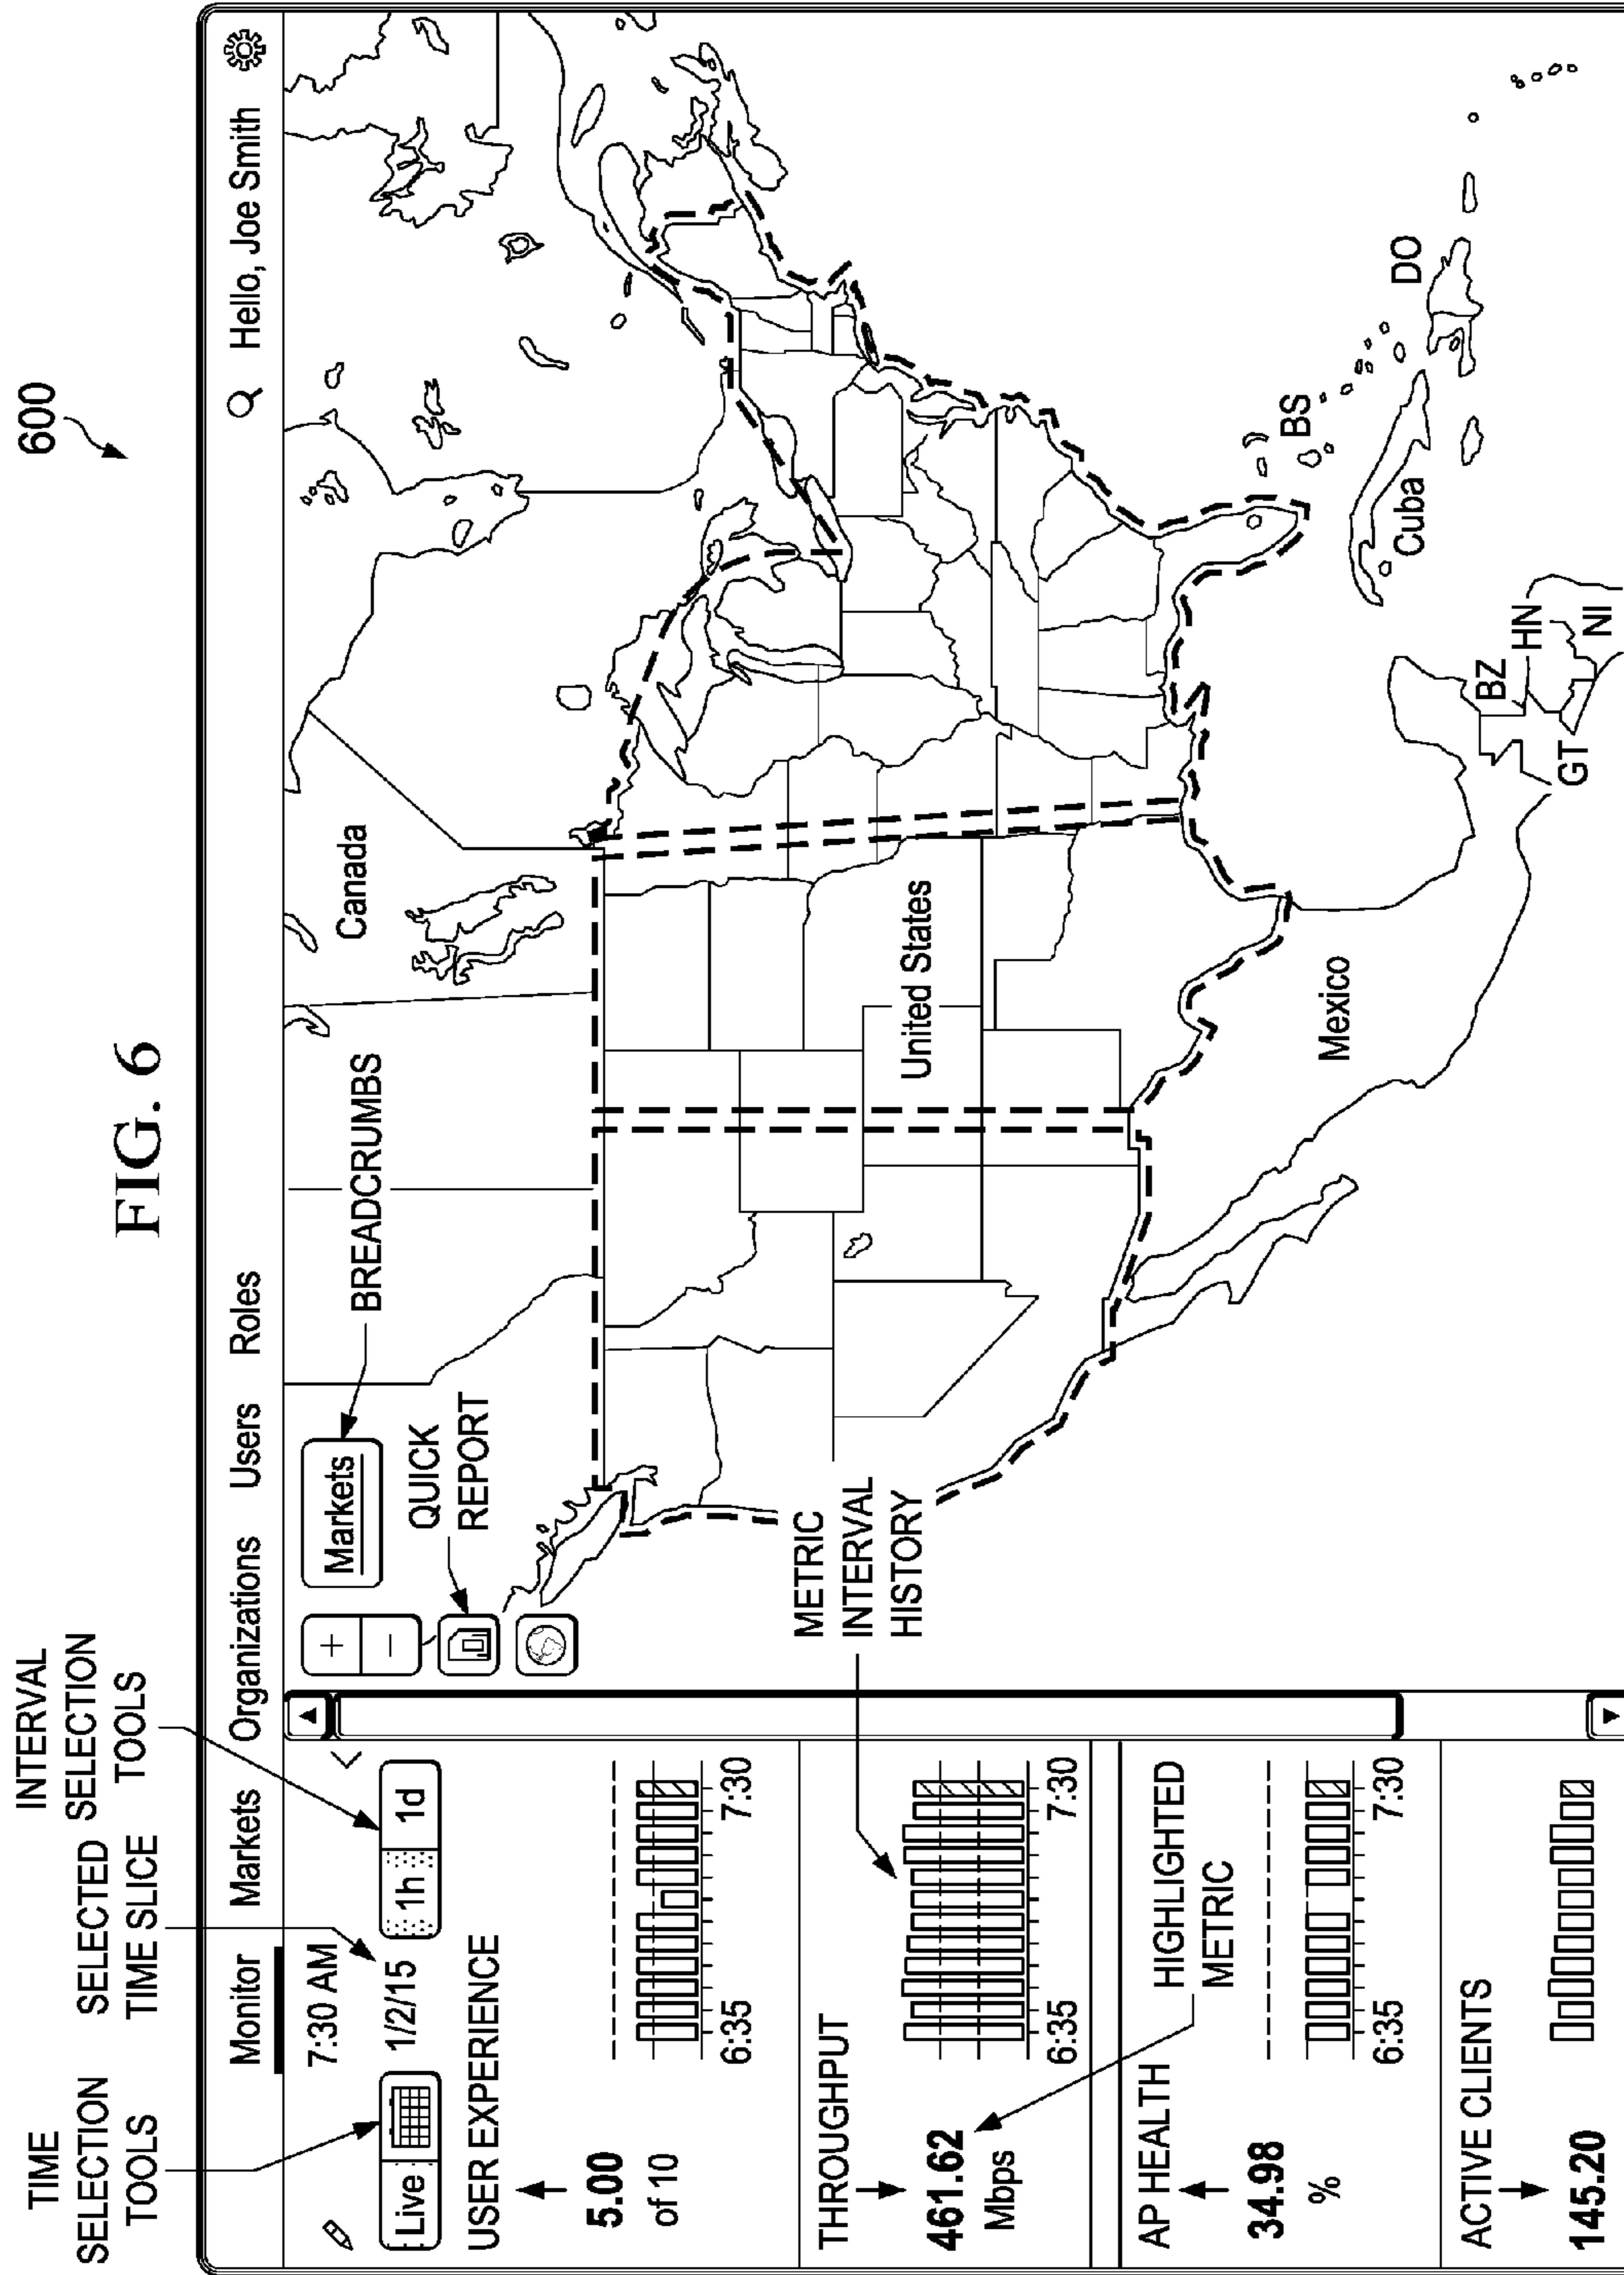 FIG. 6
600
TIME
SELECTION
TOOLS
SELECTED
TIME SLICE
INTERVAL
SELECTION
TOOLS
Monitor
Markets
Organizations
Users
Roles
Hello, Joe Smith
Live
7:30 AM
1/2/15
1h
1d
USER EXPERIENCE
5.00
of 10
6:35
7:30
THROUGHPUT
461.62
Mbps
6:35
7:30
AP HEALTH
HIGHLIGHTED
METRIC
34.98
%
6:35
7:30
ACTIVE CLIENTS
145.20
+
−
Markets
BREADCRUMBS
QUICK
REPORT
METRIC
INTERVAL
HISTORY
Canada
United States
Mexico
Cuba
BS
DO
BZ
HN
GT
NI